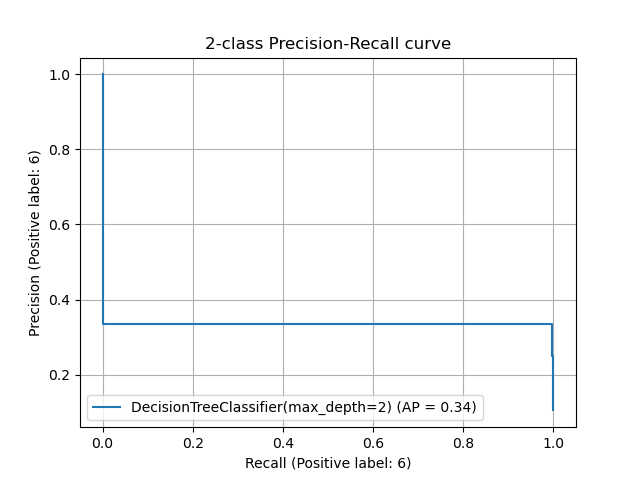 2-class Precision-Recall curve
1.0
0.8
0.6
0.4
0.2
Precision (Positive label: 6)
DecisionTreeClassifier(max_depth=2) (AP = 0.34)
0.0 0.2 0.4 0.6 0.8 1.0
Recall (Positive label: 6)